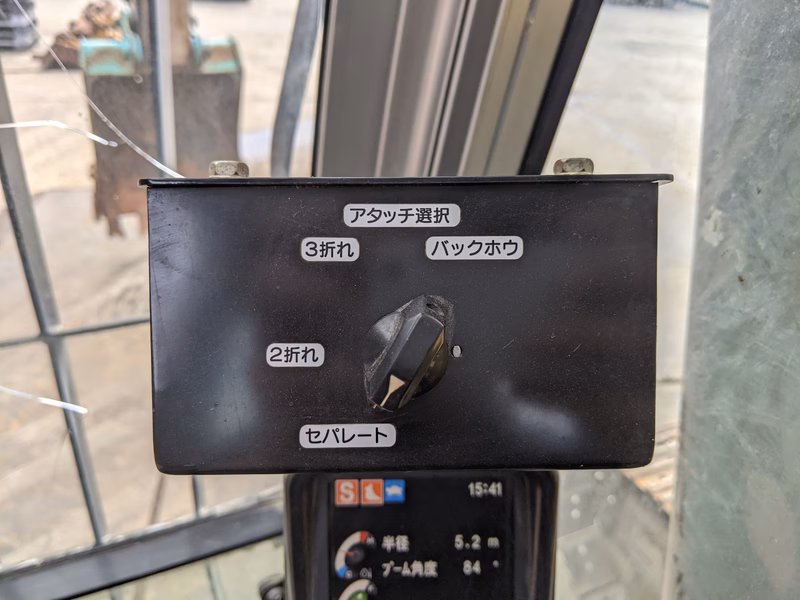 アタッチ選択
3折れ
バックホウ
2折れ
セパレート
S
15:41
半径 5.2 m
ブーム角度 84 °